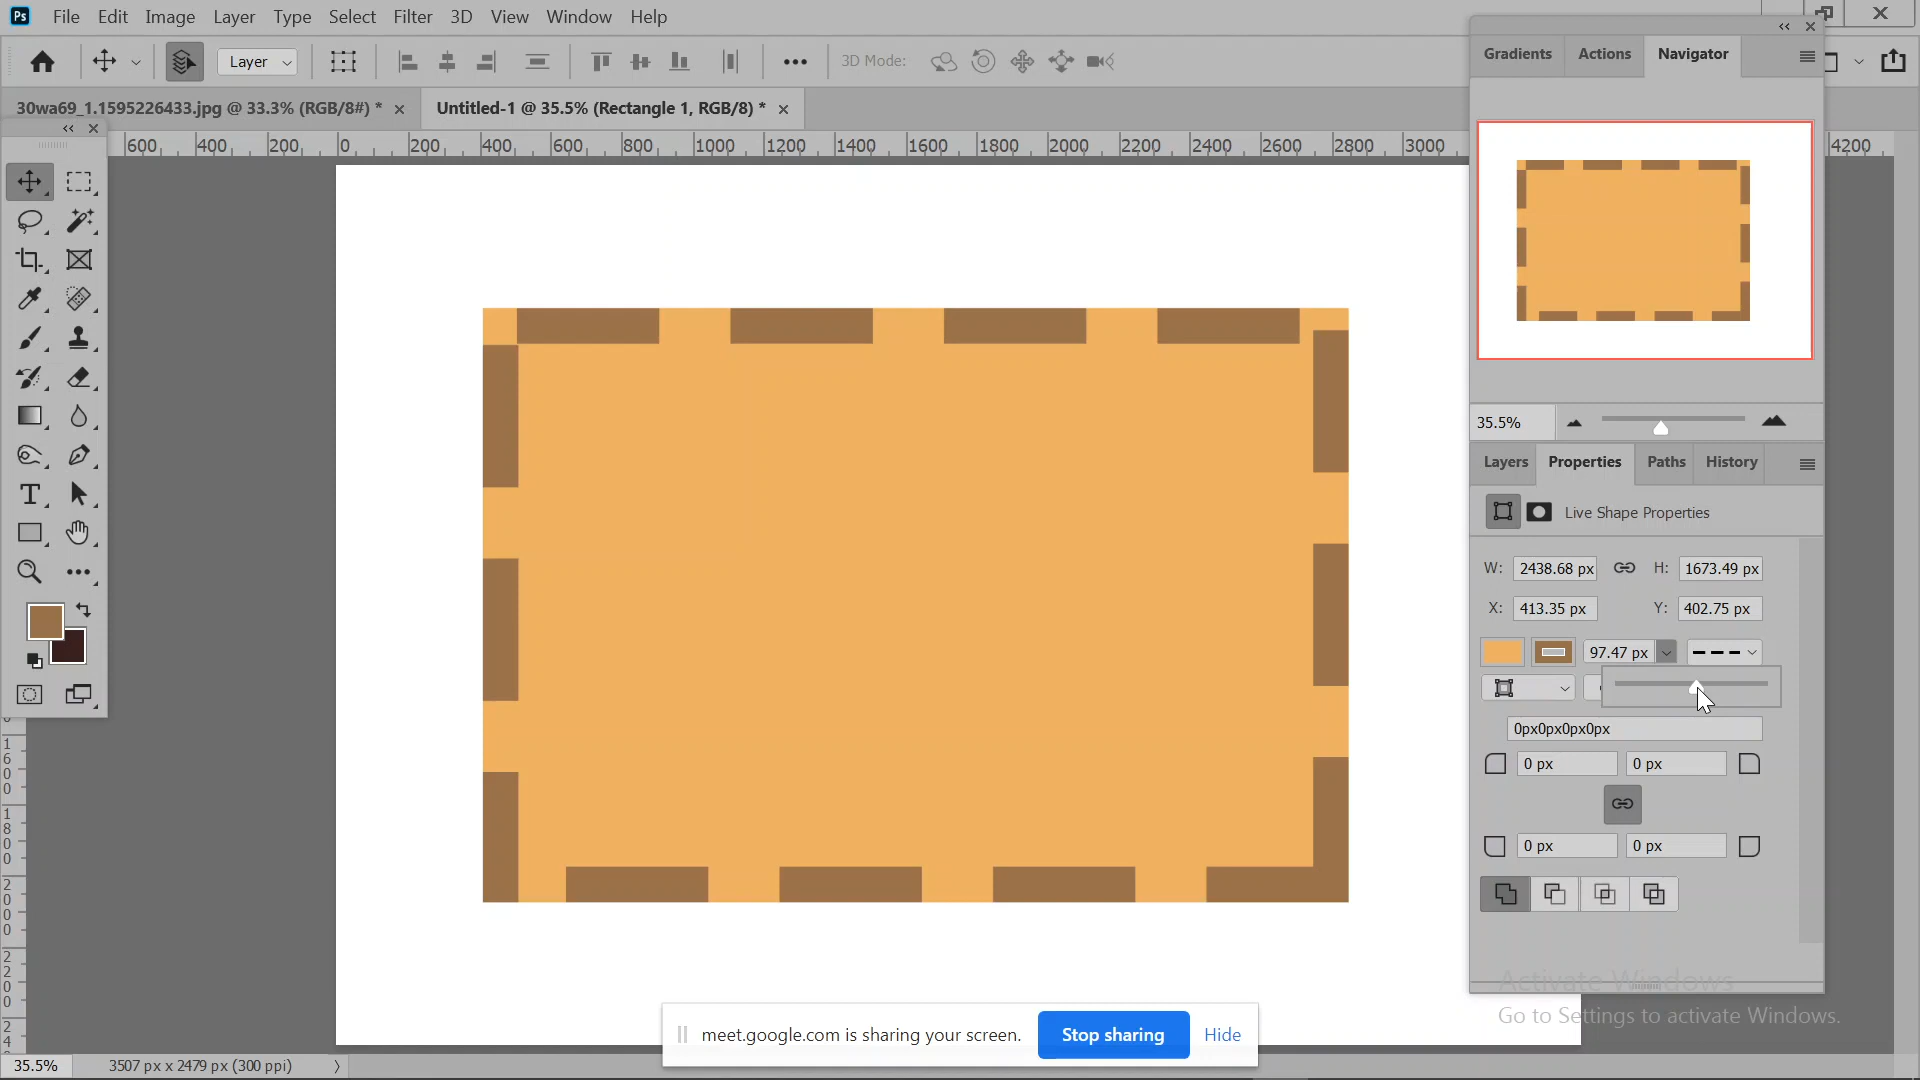 Ps File Edit Image Layer Type Select Filter 3D View Window Help
Layer 3D Mode:
30wa69_1.1595226433.jpg @ 33.3% (RGB/8#) * Untitled-1 @ 35.5% (Rectangle 1, RGB/8) *
600 400 200 0 200 400 600 800 1000 1200 1400 1600 1800 2000 2200 2400 2600 2800 3000 4200
Gradients Actions Navigator
35.5%
Layers Properties Paths History
Live Shape Properties
W: 2438.68 px H: 1673.49 px
X: 413.35 px Y: 402.75 px
97.47 px
0px0px0px0px
0 px 0 px
0 px 0 px
T
1600
1800
2000
2200
24
Activate Windows
Go to Settings to activate Windows.
meet.google.com is sharing your screen. Stop sharing Hide
35.5% 3507 px x 2479 px (300 ppi)